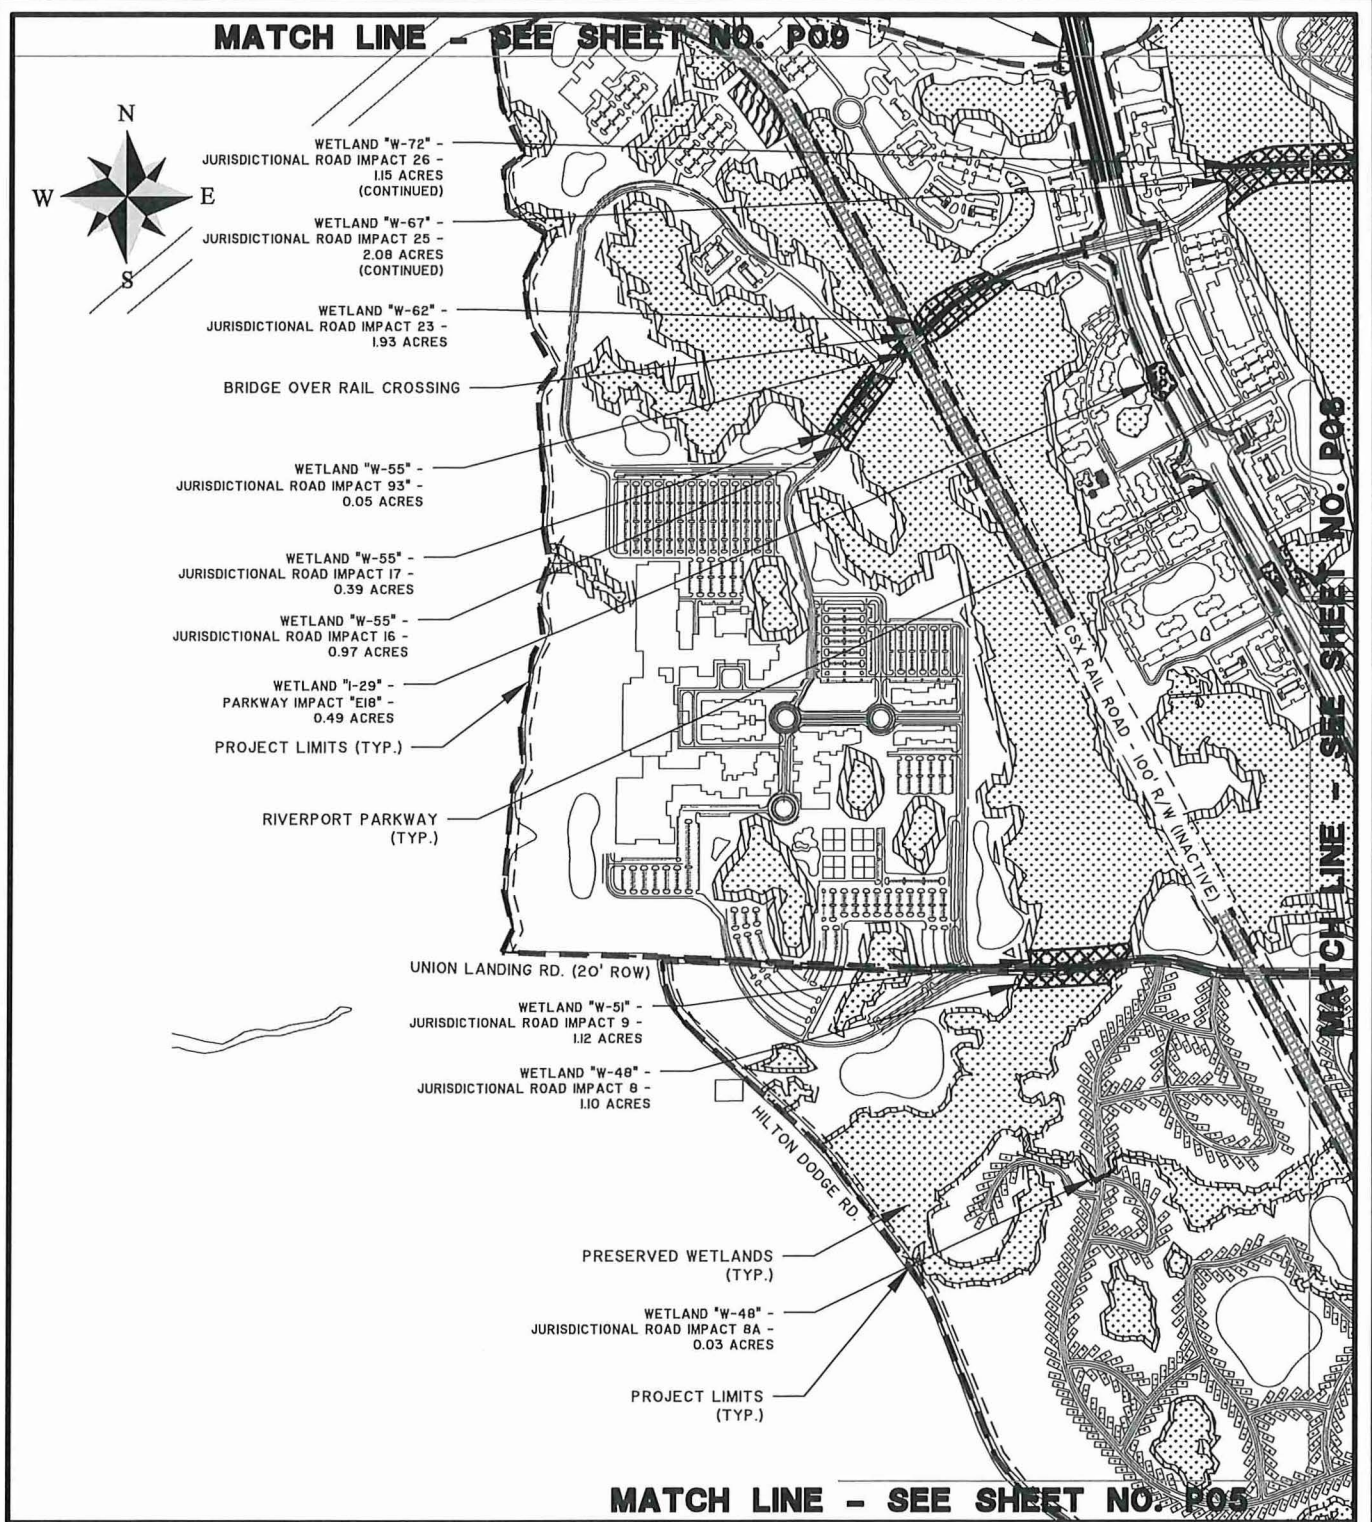 MATCH LINE - SEE SHEET NO. P09
N
W
E
S
WETLAND "W-72" -
JURISDICTIONAL ROAD IMPACT 26 -
1.15 ACRES
(CONTINUED)
WETLAND "W-67" -
JURISDICTIONAL ROAD IMPACT 25 -
2.08 ACRES
(CONTINUED)
WETLAND "W-62" -
JURISDICTIONAL ROAD IMPACT 23 -
1.93 ACRES
BRIDGE OVER RAIL CROSSING
WETLAND "W-55" -
JURISDICTIONAL ROAD IMPACT 93" -
0.05 ACRES
WETLAND "W-55" -
JURISDICTIONAL ROAD IMPACT 17 -
0.39 ACRES
WETLAND "W-55" -
JURISDICTIONAL ROAD IMPACT 16 -
0.97 ACRES
WETLAND "I-29" -
PARKWAY IMPACT "E18" -
0.49 ACRES
PROJECT LIMITS (TYP.)
RIVERPORT PARKWAY
(TYP.)
CSX RAIL ROAD - 100' R/W (INACTIVE)
MATCH LINE - SEE SHEET NO. P08
UNION LANDING RD. (20' ROW)
WETLAND "W-51" -
JURISDICTIONAL ROAD IMPACT 9 -
1.12 ACRES
WETLAND "W-48" -
JURISDICTIONAL ROAD IMPACT 8 -
1.10 ACRES
HILTON DODGE RD.
PRESERVED WETLANDS
(TYP.)
WETLAND "W-48" -
JURISDICTIONAL ROAD IMPACT 8A -
0.03 ACRES
PROJECT LIMITS
(TYP.)
MATCH LINE - SEE SHEET NO. P05